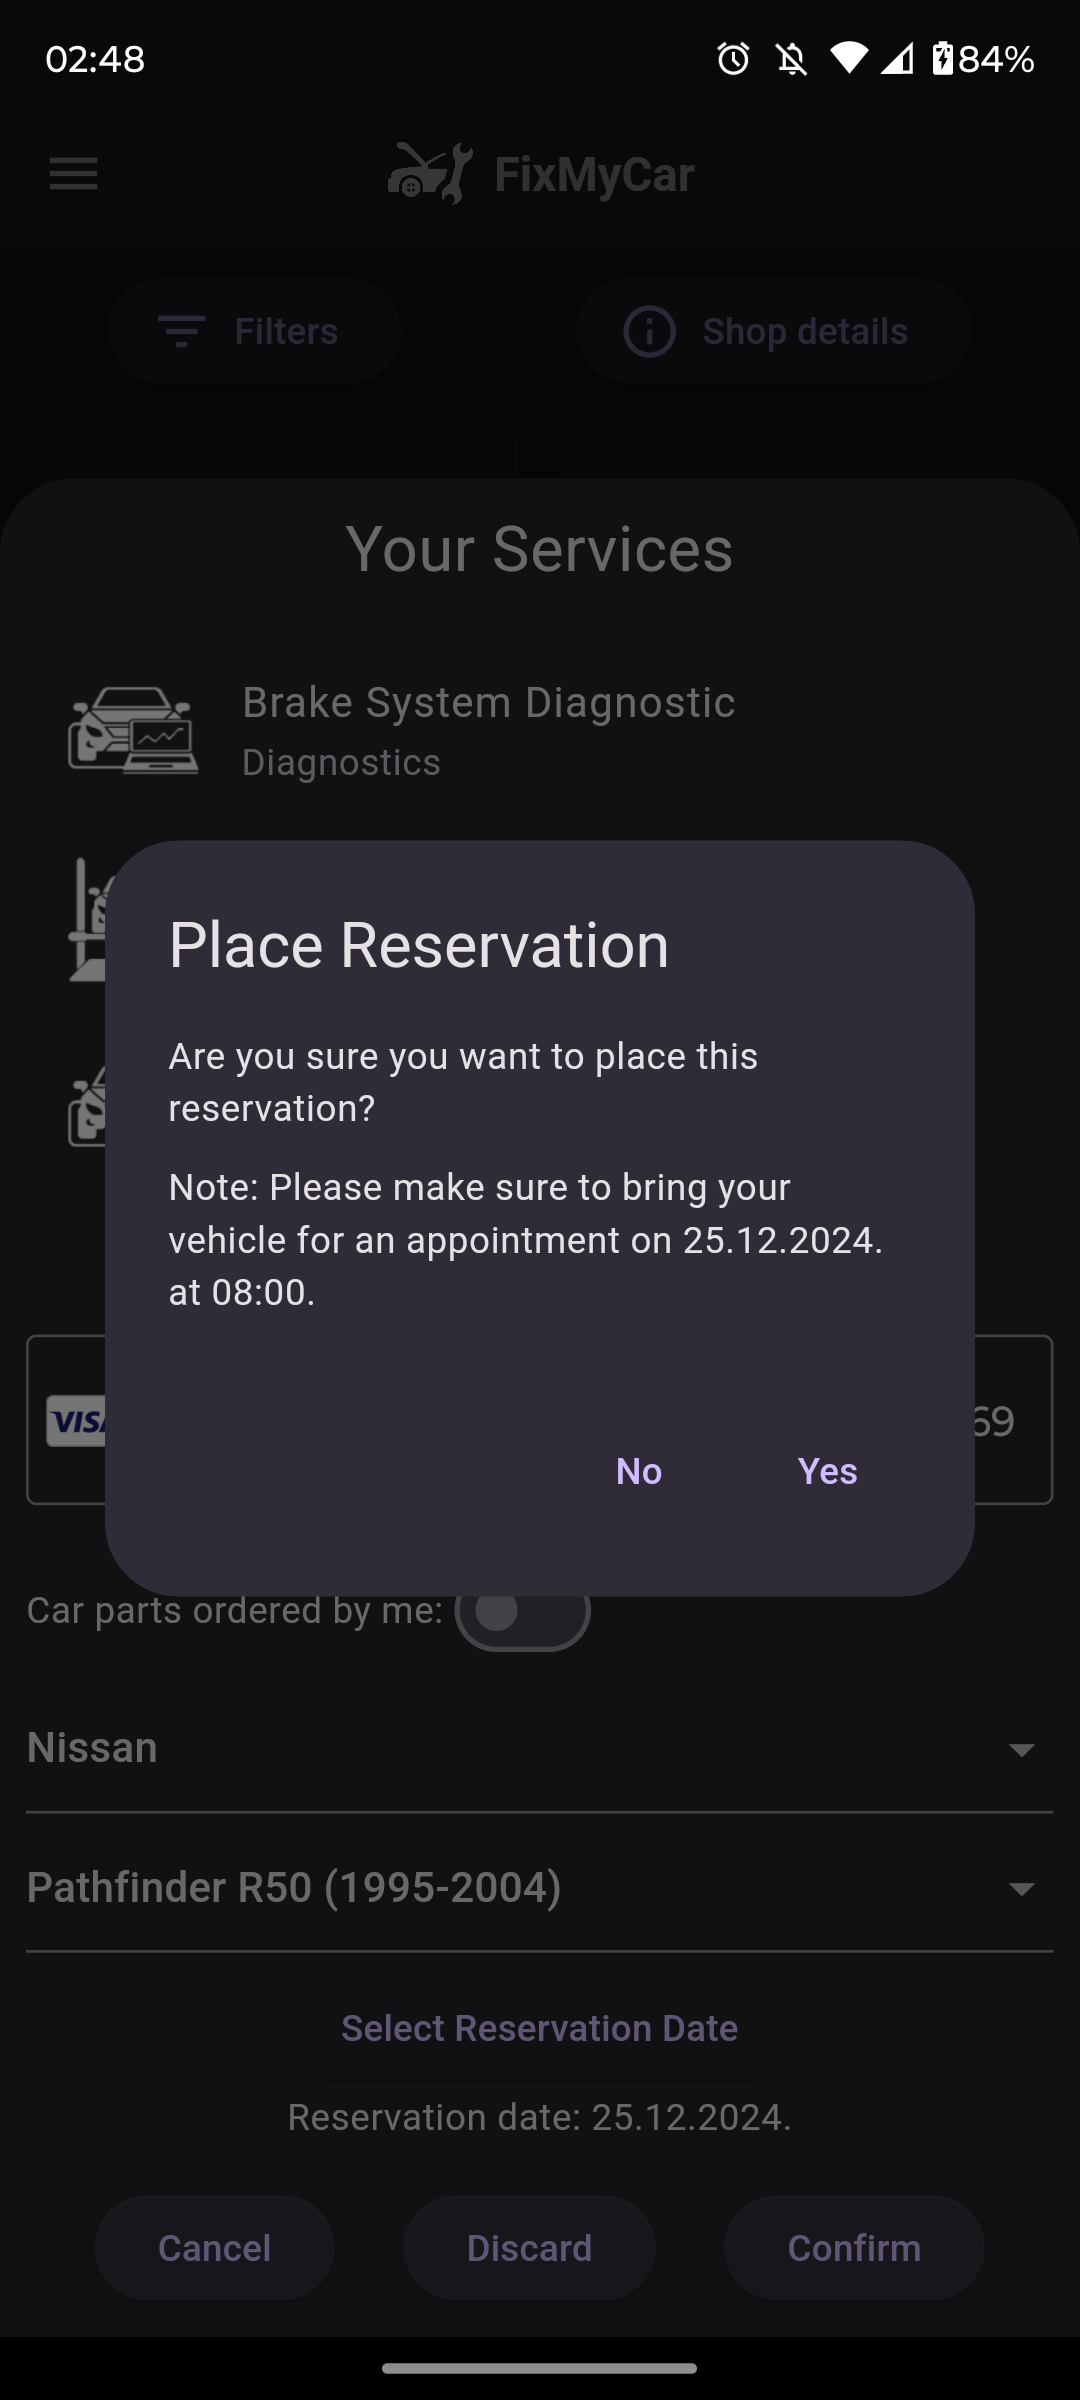 02:48
84%
FixMyCar
Filters
Shop details
Your Services
Brake System Diagnostic
Diagnostics
Place Reservation
Are you sure you want to place this
reservation?
Note: Please make sure to bring your
vehicle for an appointment on 25.12.2024.
at 08:00.
VISA
69
No
Yes
Car parts ordered by me:
Nissan
Pathfinder R50 (1995-2004)
Select Reservation Date
Reservation date: 25.12.2024.
Cancel
Discard
Confirm